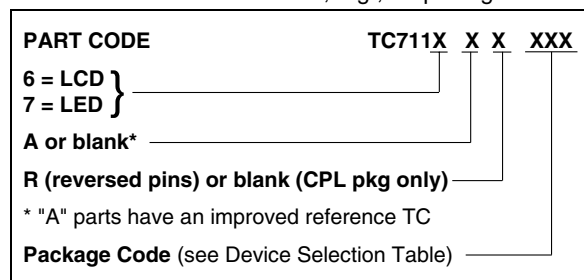 PART CODE TC711X X X XXX
6 = LCD
7 = LED }
A or blank*
R (reversed pins) or blank (CPL pkg only)
* "A" parts have an improved reference TC
Package Code (see Device Selection Table)